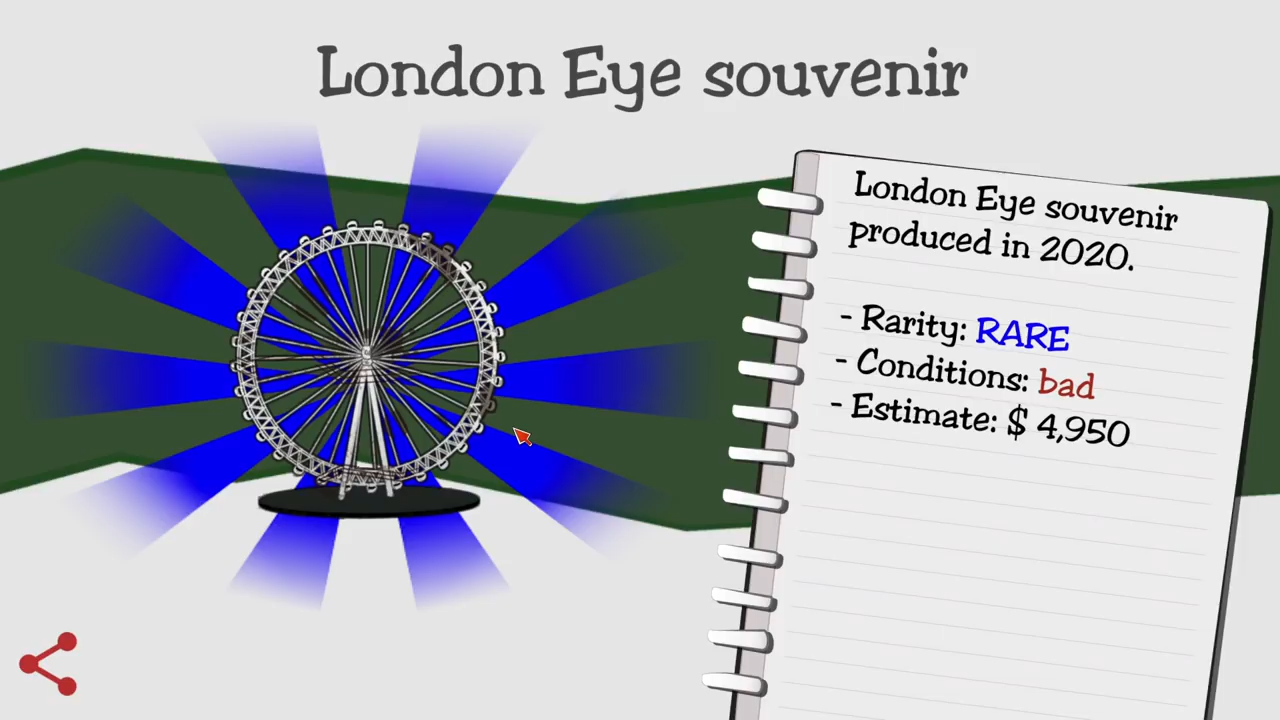 London Eye souvenir
London Eye souvenir
produced in 2020.
- Rarity: RARE
- Conditions: bad
- Estimate: $ 4,950